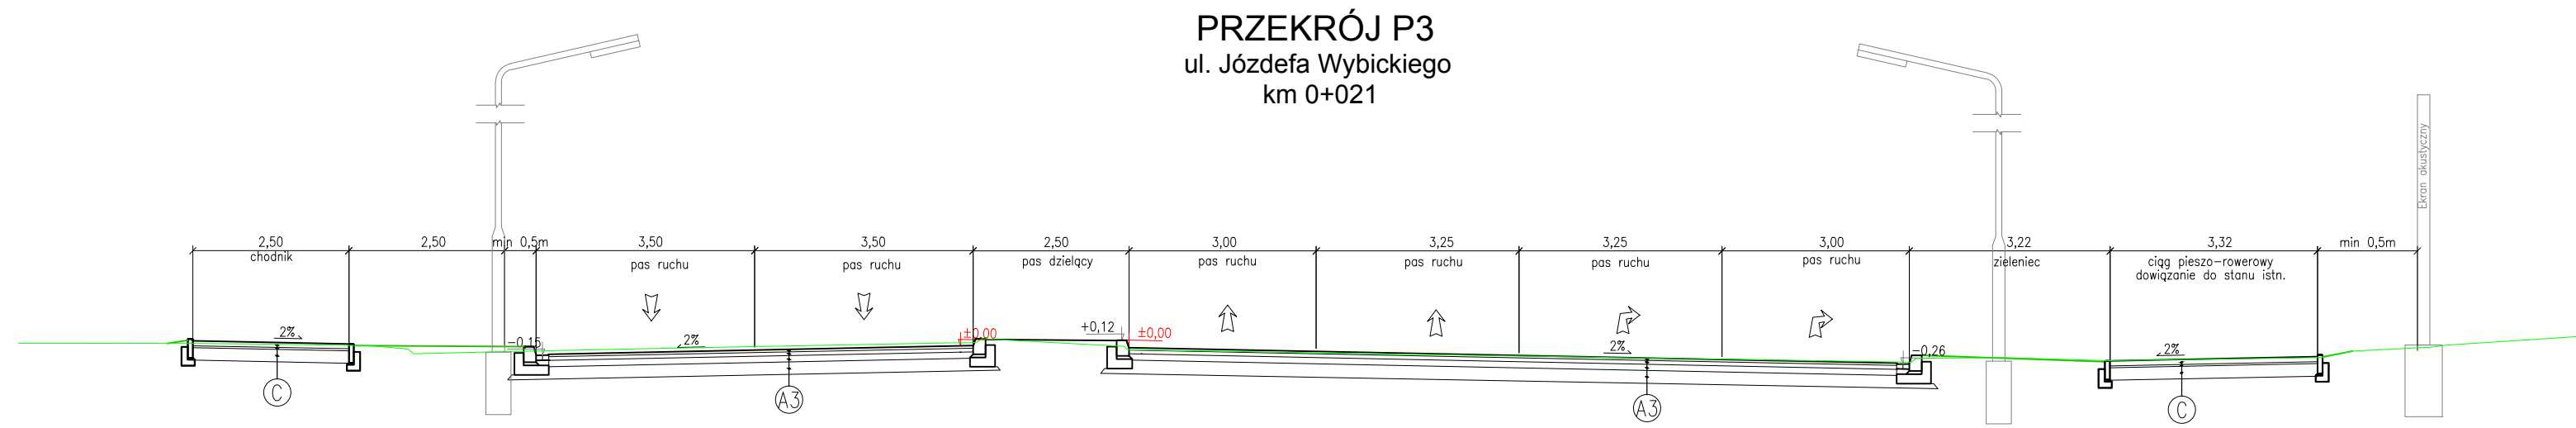 PRZEKRÓJ P3
ul. Józdefa Wybickiego
km 0+021
Ekran akustyczny
2,50
2,50
min 0,5m
3,50
3,50
2,50
3,00
3,25
3,25
3,00
3,22
3,32
min 0,5m
chodnik
pas ruchu
pas ruchu
pas dzielący
pas ruchu
pas ruchu
pas ruchu
pas ruchu
zieleniec
ciąg pieszo-rowerowy
dowiązanie do stanu istn.
2%
-0,15
2%
±0,00
+0,12
±0,00
2%
-0,26
2%
C
A3
A3
C